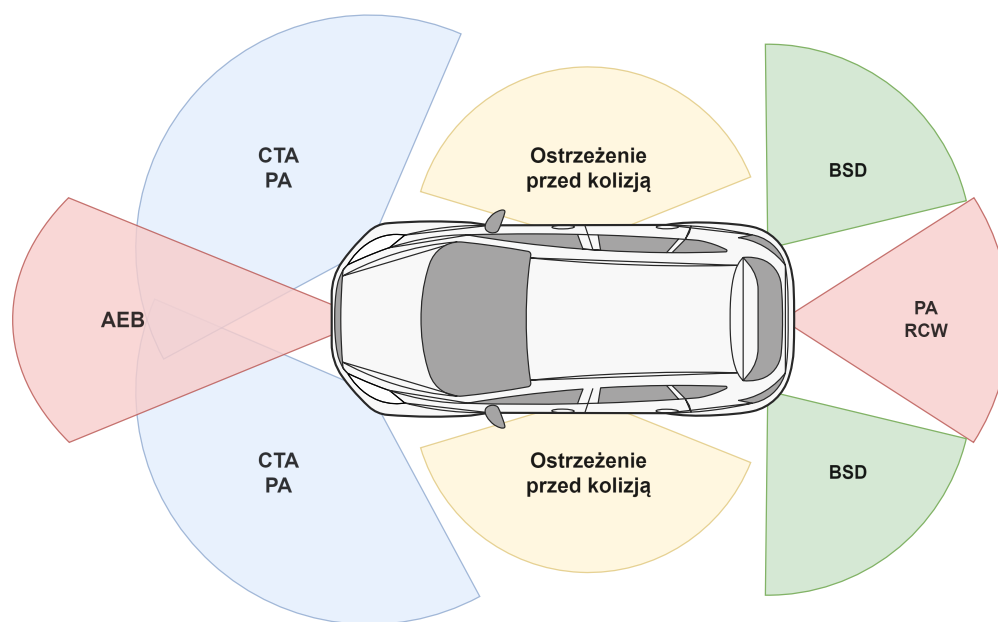 CTA
PA
Ostrzeżenie
przed kolizją
BSD
AEB
PA
RCW
CTA
PA
Ostrzeżenie
przed kolizją
BSD